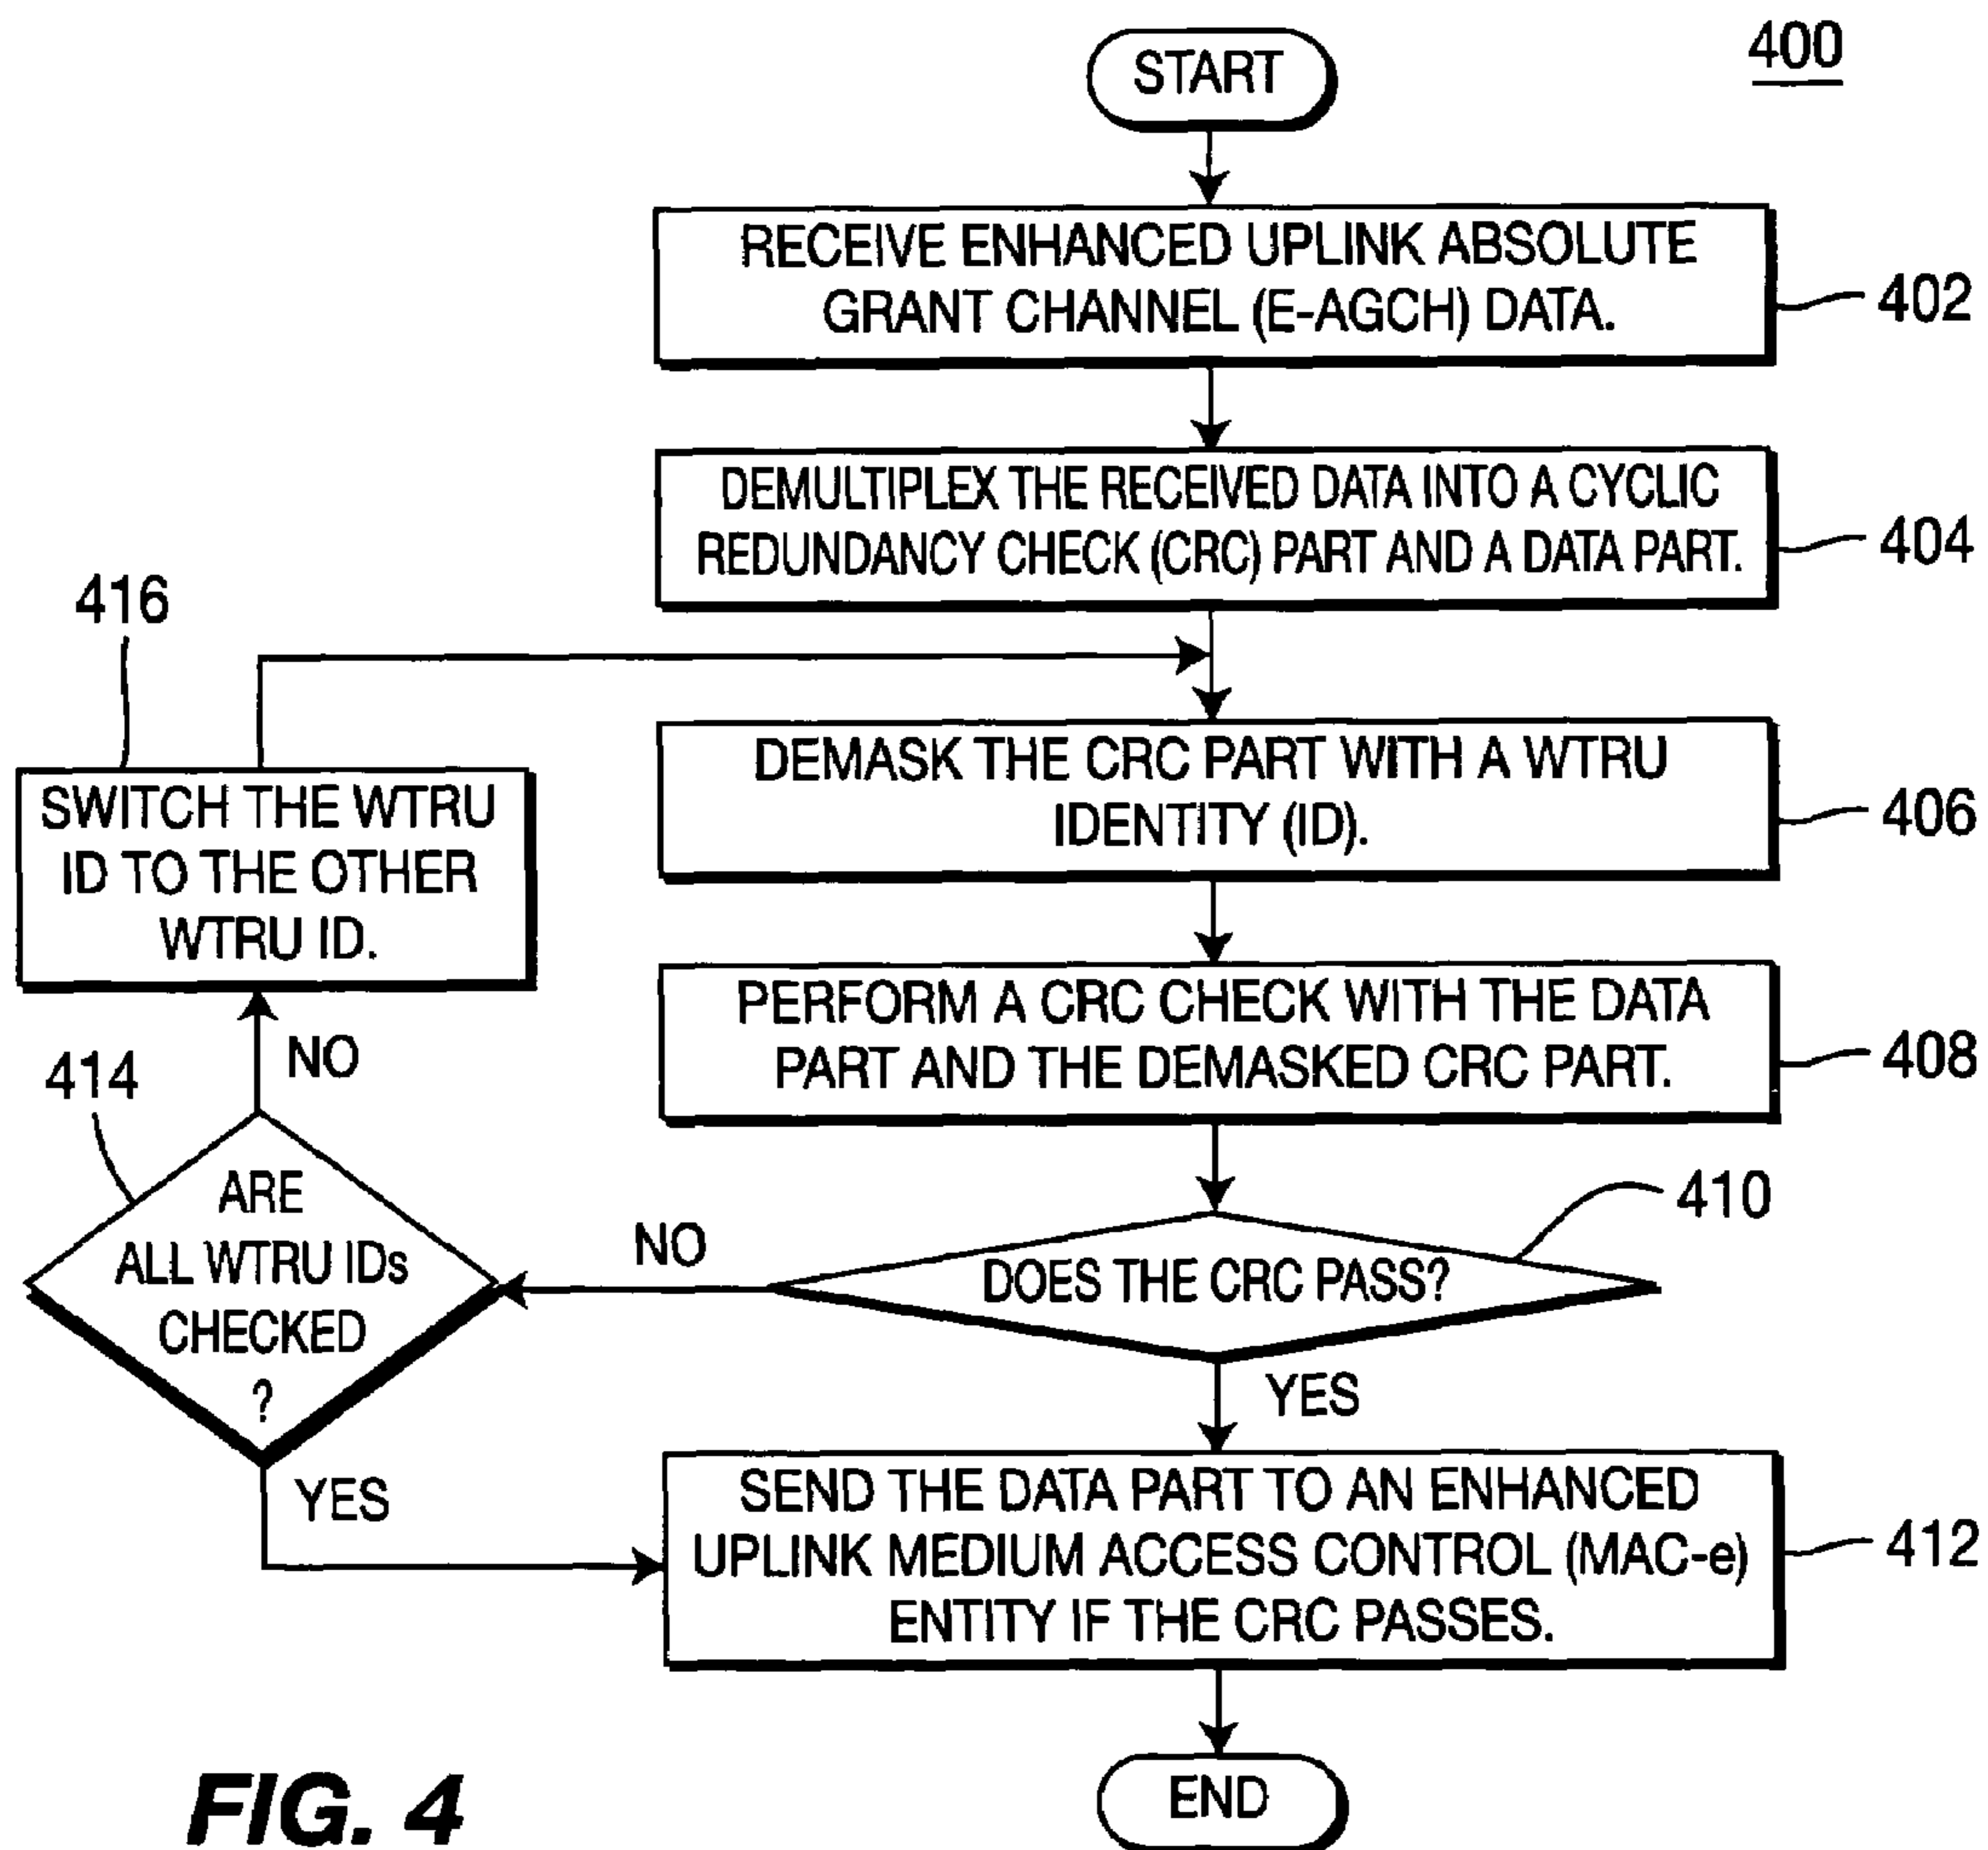 400
START
RECEIVE ENHANCED UPLINK ABSOLUTE
GRANT CHANNEL (E-AGCH) DATA.
402
DEMULTIPLEX THE RECEIVED DATA INTO A CYCLIC
REDUNDANCY CHECK (CRC) PART AND A DATA PART.
404
416
SWITCH THE WTRU
ID TO THE OTHER
WTRU ID.
DEMASK THE CRC PART WITH A WTRU
IDENTITY (ID).
406
PERFORM A CRC CHECK WITH THE DATA
PART AND THE DEMASKED CRC PART.
408
NO
414
ARE
ALL WTRU IDs
CHECKED
?
NO
DOES THE CRC PASS?
410
YES
YES
SEND THE DATA PART TO AN ENHANCED
UPLINK MEDIUM ACCESS CONTROL (MAC-e)
ENTITY IF THE CRC PASSES.
412
END
FIG. 4